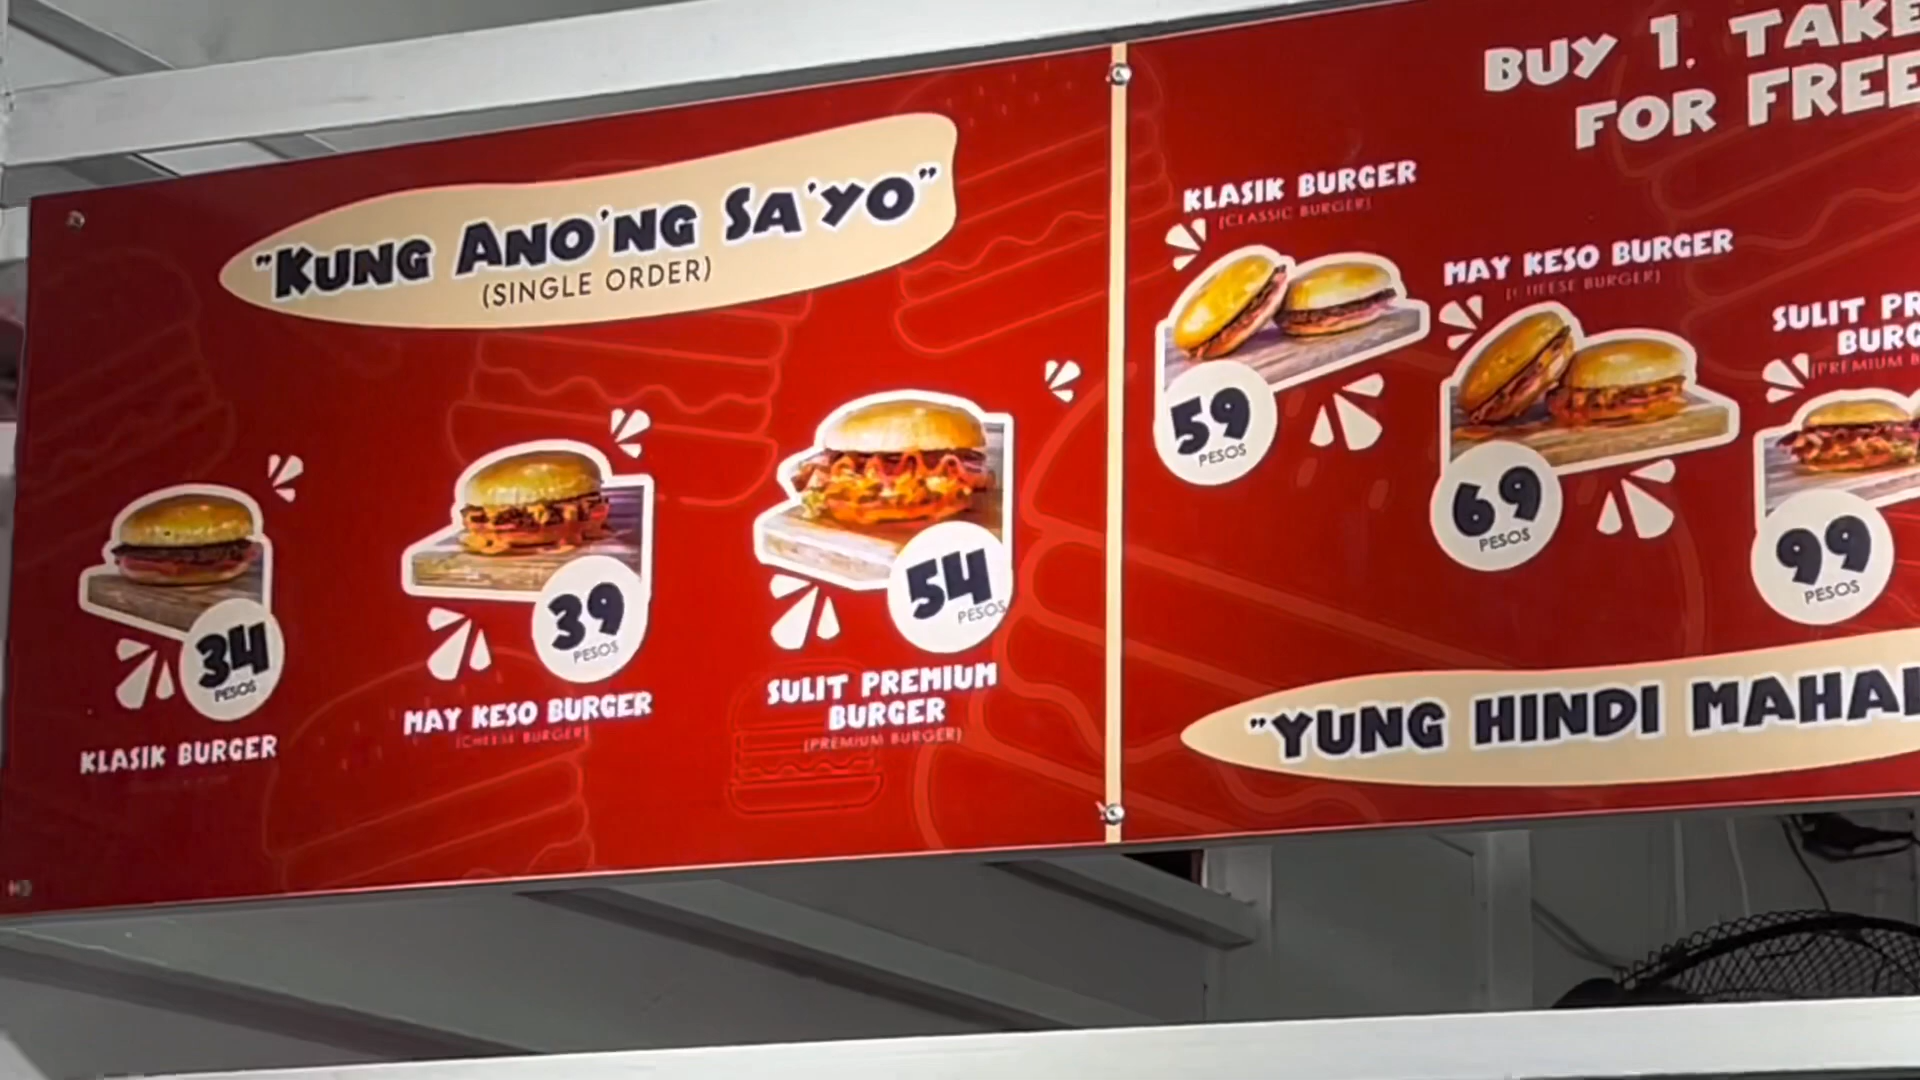 "KUNG ANO'NG SA'YO"
(SINGLE ORDER)
34
PESOS
KLASIK BURGER
39
PESOS
MAY KESO BURGER
(CHEESE BURGER)
54
PESOS
SULIT PREMIUM
BURGER
(PREMIUM BURGER)
BUY 1, TAKE
FOR FREE
KLASIK BURGER
(CLASSIC BURGER)
59
PESOS
MAY KESO BURGER
(CHEESE BURGER)
69
PESOS
SULIT PR
BURG
(PREMIUM B
99
PESOS
"YUNG HINDI MAHAL